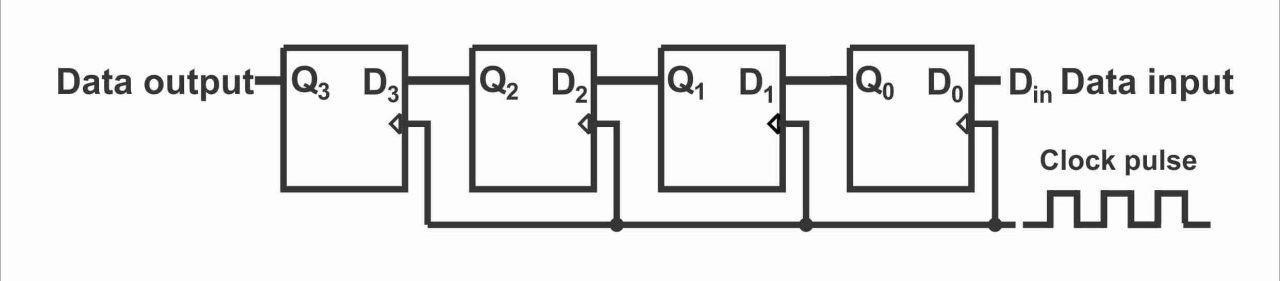 Data output Q3 D3 Q2 D2 Q1 D1 Q0 D0 Din Data input
Clock pulse